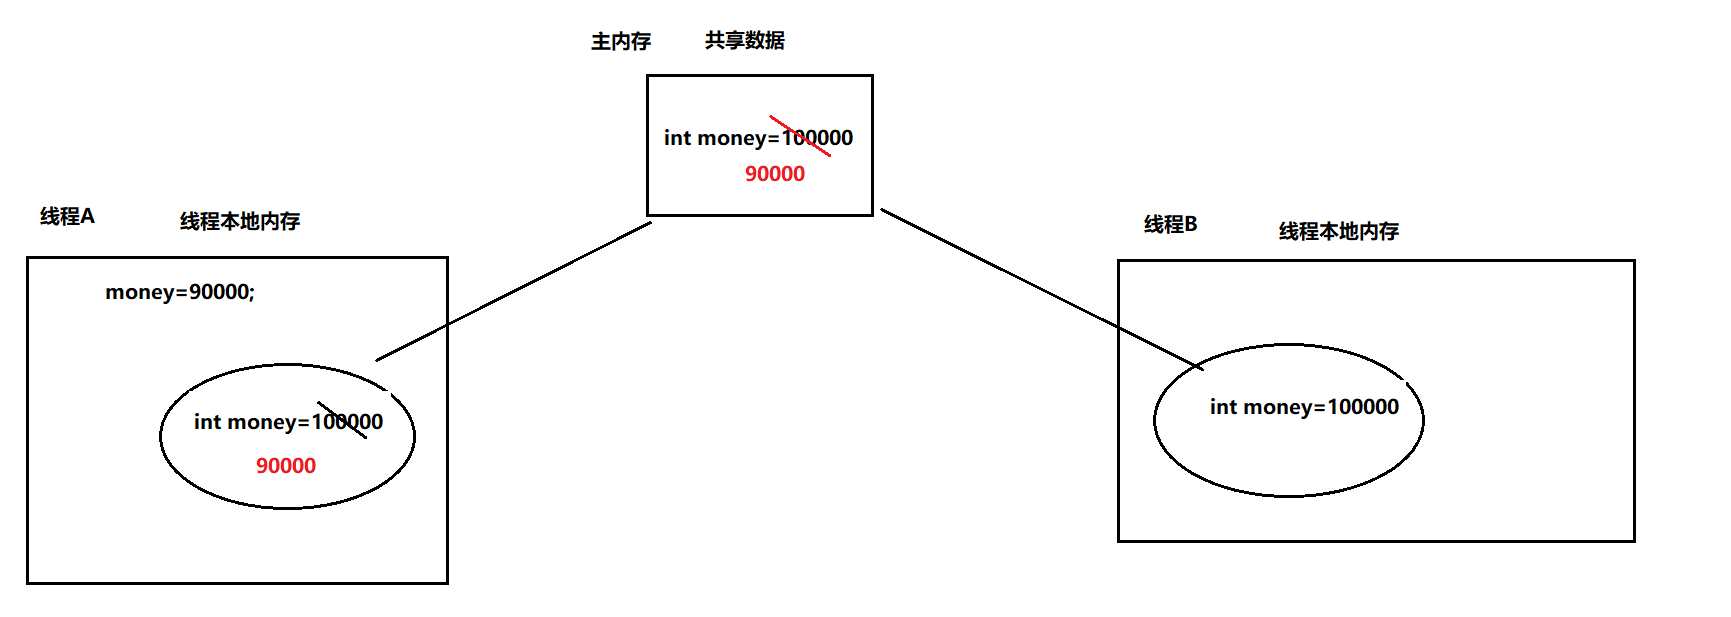 主内存 共享数据
int money=100000
90000
线程A 线程本地内存
money=90000;
int money=100000
90000
线程B 线程本地内存
int money=100000